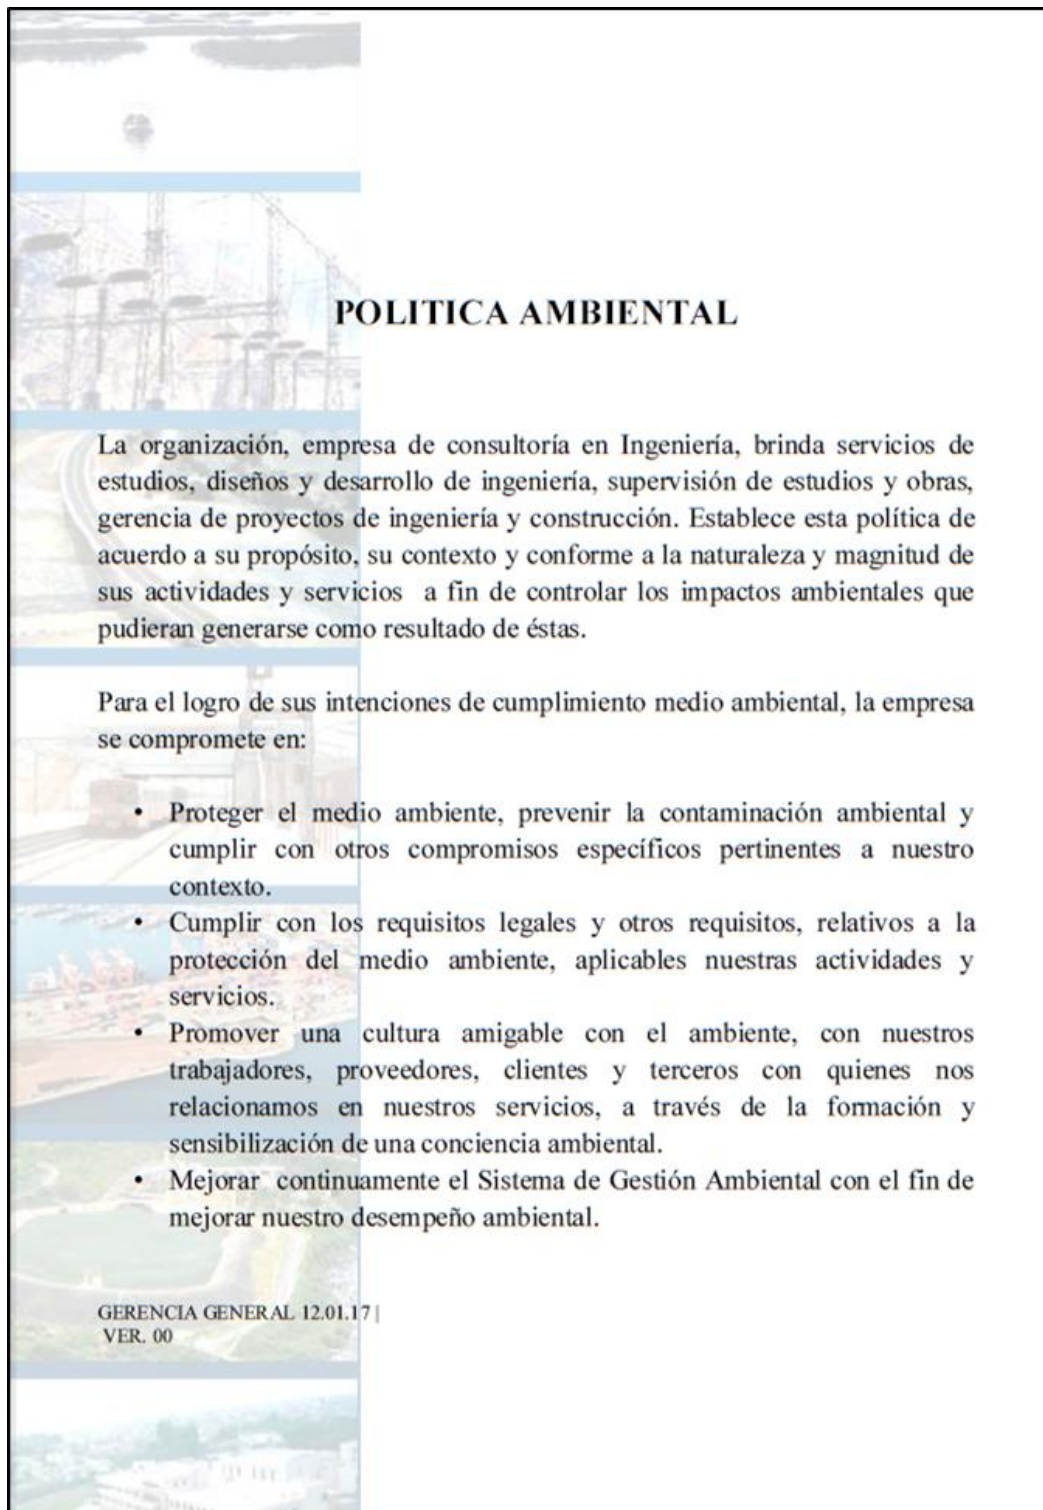 POLITICA AMBIENTAL
La organización, empresa de consultoría en Ingeniería, brinda servicios de
estudios, diseños y desarrollo de ingeniería, supervisión de estudios y obras,
gerencia de proyectos de ingeniería y construcción. Establece esta política de
acuerdo a su propósito, su contexto y conforme a la naturaleza y magnitud de
sus actividades y servicios a fin de controlar los impactos ambientales que
pudieran generarse como resultado de éstas.
Para el logro de sus intenciones de cumplimiento medio ambiental, la empresa
se compromete en:
• Proteger el medio ambiente, prevenir la contaminación ambiental y
cumplir con otros compromisos específicos pertinentes a nuestro
contexto.
• Cumplir con los requisitos legales y otros requisitos, relativos a la
protección del medio ambiente, aplicables nuestras actividades y
servicios.
• Promover una cultura amigable con el ambiente, con nuestros
trabajadores, proveedores, clientes y terceros con quienes nos
relacionamos en nuestros servicios, a través de la formación y
sensibilización de una conciencia ambiental.
• Mejorar continuamente el Sistema de Gestión Ambiental con el fin de
mejorar nuestro desempeño ambiental.
GERENCIA GENERAL 12.01.17|
VER. 00